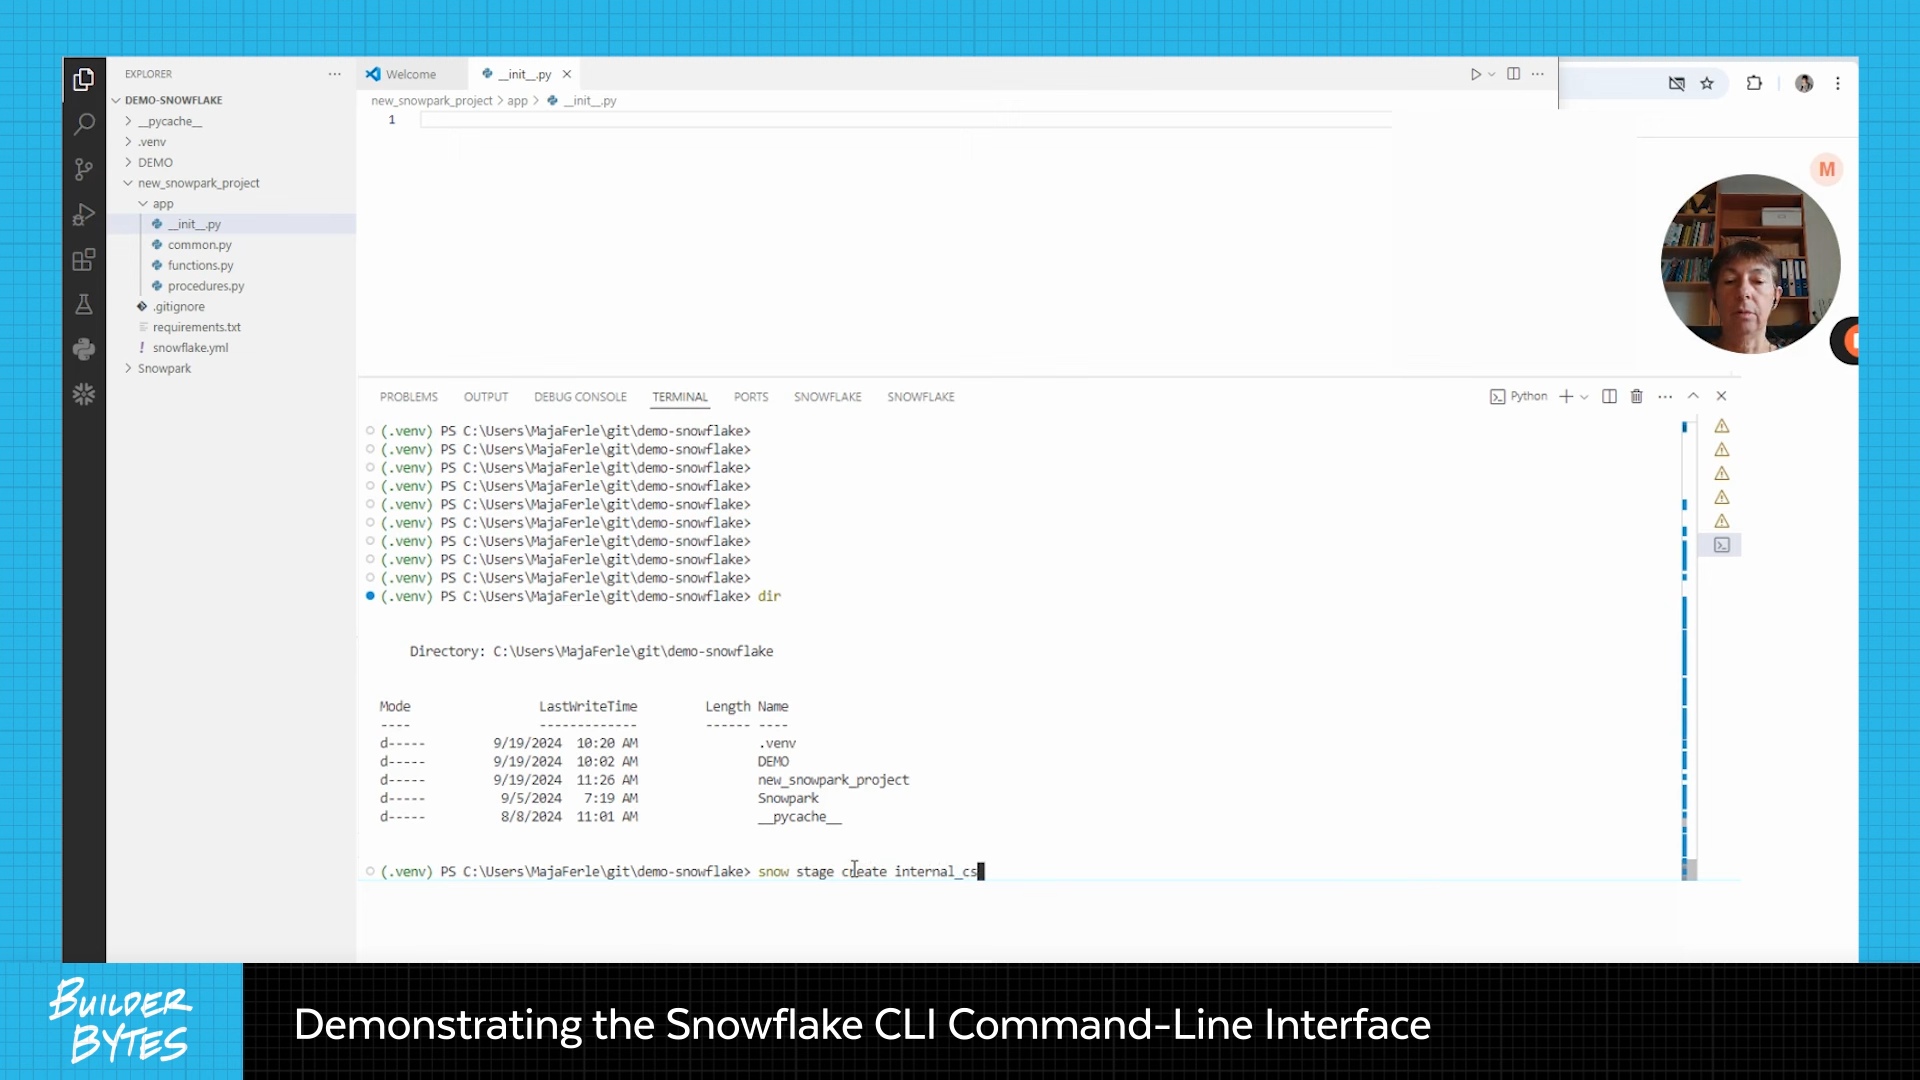 EXPLORER
DEMO-SNOWFLAKE
__pycache__
.venv
DEMO
new_snowpark_project
app
__init__.py
common.py
functions.py
procedures.py
.gitignore
requirements.txt
! snowflake.yml
Snowpark
Welcome
__init__.py
new_snowpark_project > app > __init__.py
1
M
PROBLEMS OUTPUT DEBUG CONSOLE TERMINAL PORTS SNOWFLAKE SNOWFLAKE
Python
(.venv) PS C:\Users\MajaFerle\git\demo-snowflake>
(.venv) PS C:\Users\MajaFerle\git\demo-snowflake>
(.venv) PS C:\Users\MajaFerle\git\demo-snowflake>
(.venv) PS C:\Users\MajaFerle\git\demo-snowflake>
(.venv) PS C:\Users\MajaFerle\git\demo-snowflake>
(.venv) PS C:\Users\MajaFerle\git\demo-snowflake>
(.venv) PS C:\Users\MajaFerle\git\demo-snowflake>
(.venv) PS C:\Users\MajaFerle\git\demo-snowflake>
(.venv) PS C:\Users\MajaFerle\git\demo-snowflake>
(.venv) PS C:\Users\MajaFerle\git\demo-snowflake> dir
Directory: C:\Users\MajaFerle\git\demo-snowflake
Mode LastWriteTime Length Name
---- ------------- ------ ----
d----- 9/19/2024 10:20 AM .venv
d----- 9/19/2024 10:02 AM DEMO
d----- 9/19/2024 11:26 AM new_snowpark_project
d----- 9/5/2024 7:19 AM Snowpark
d----- 8/8/2024 11:01 AM __pycache__
(.venv) PS C:\Users\MajaFerle\git\demo-snowflake> snow stage create internal_cs
BUILDER
BYTES
Demonstrating the Snowflake CLI Command-Line Interface